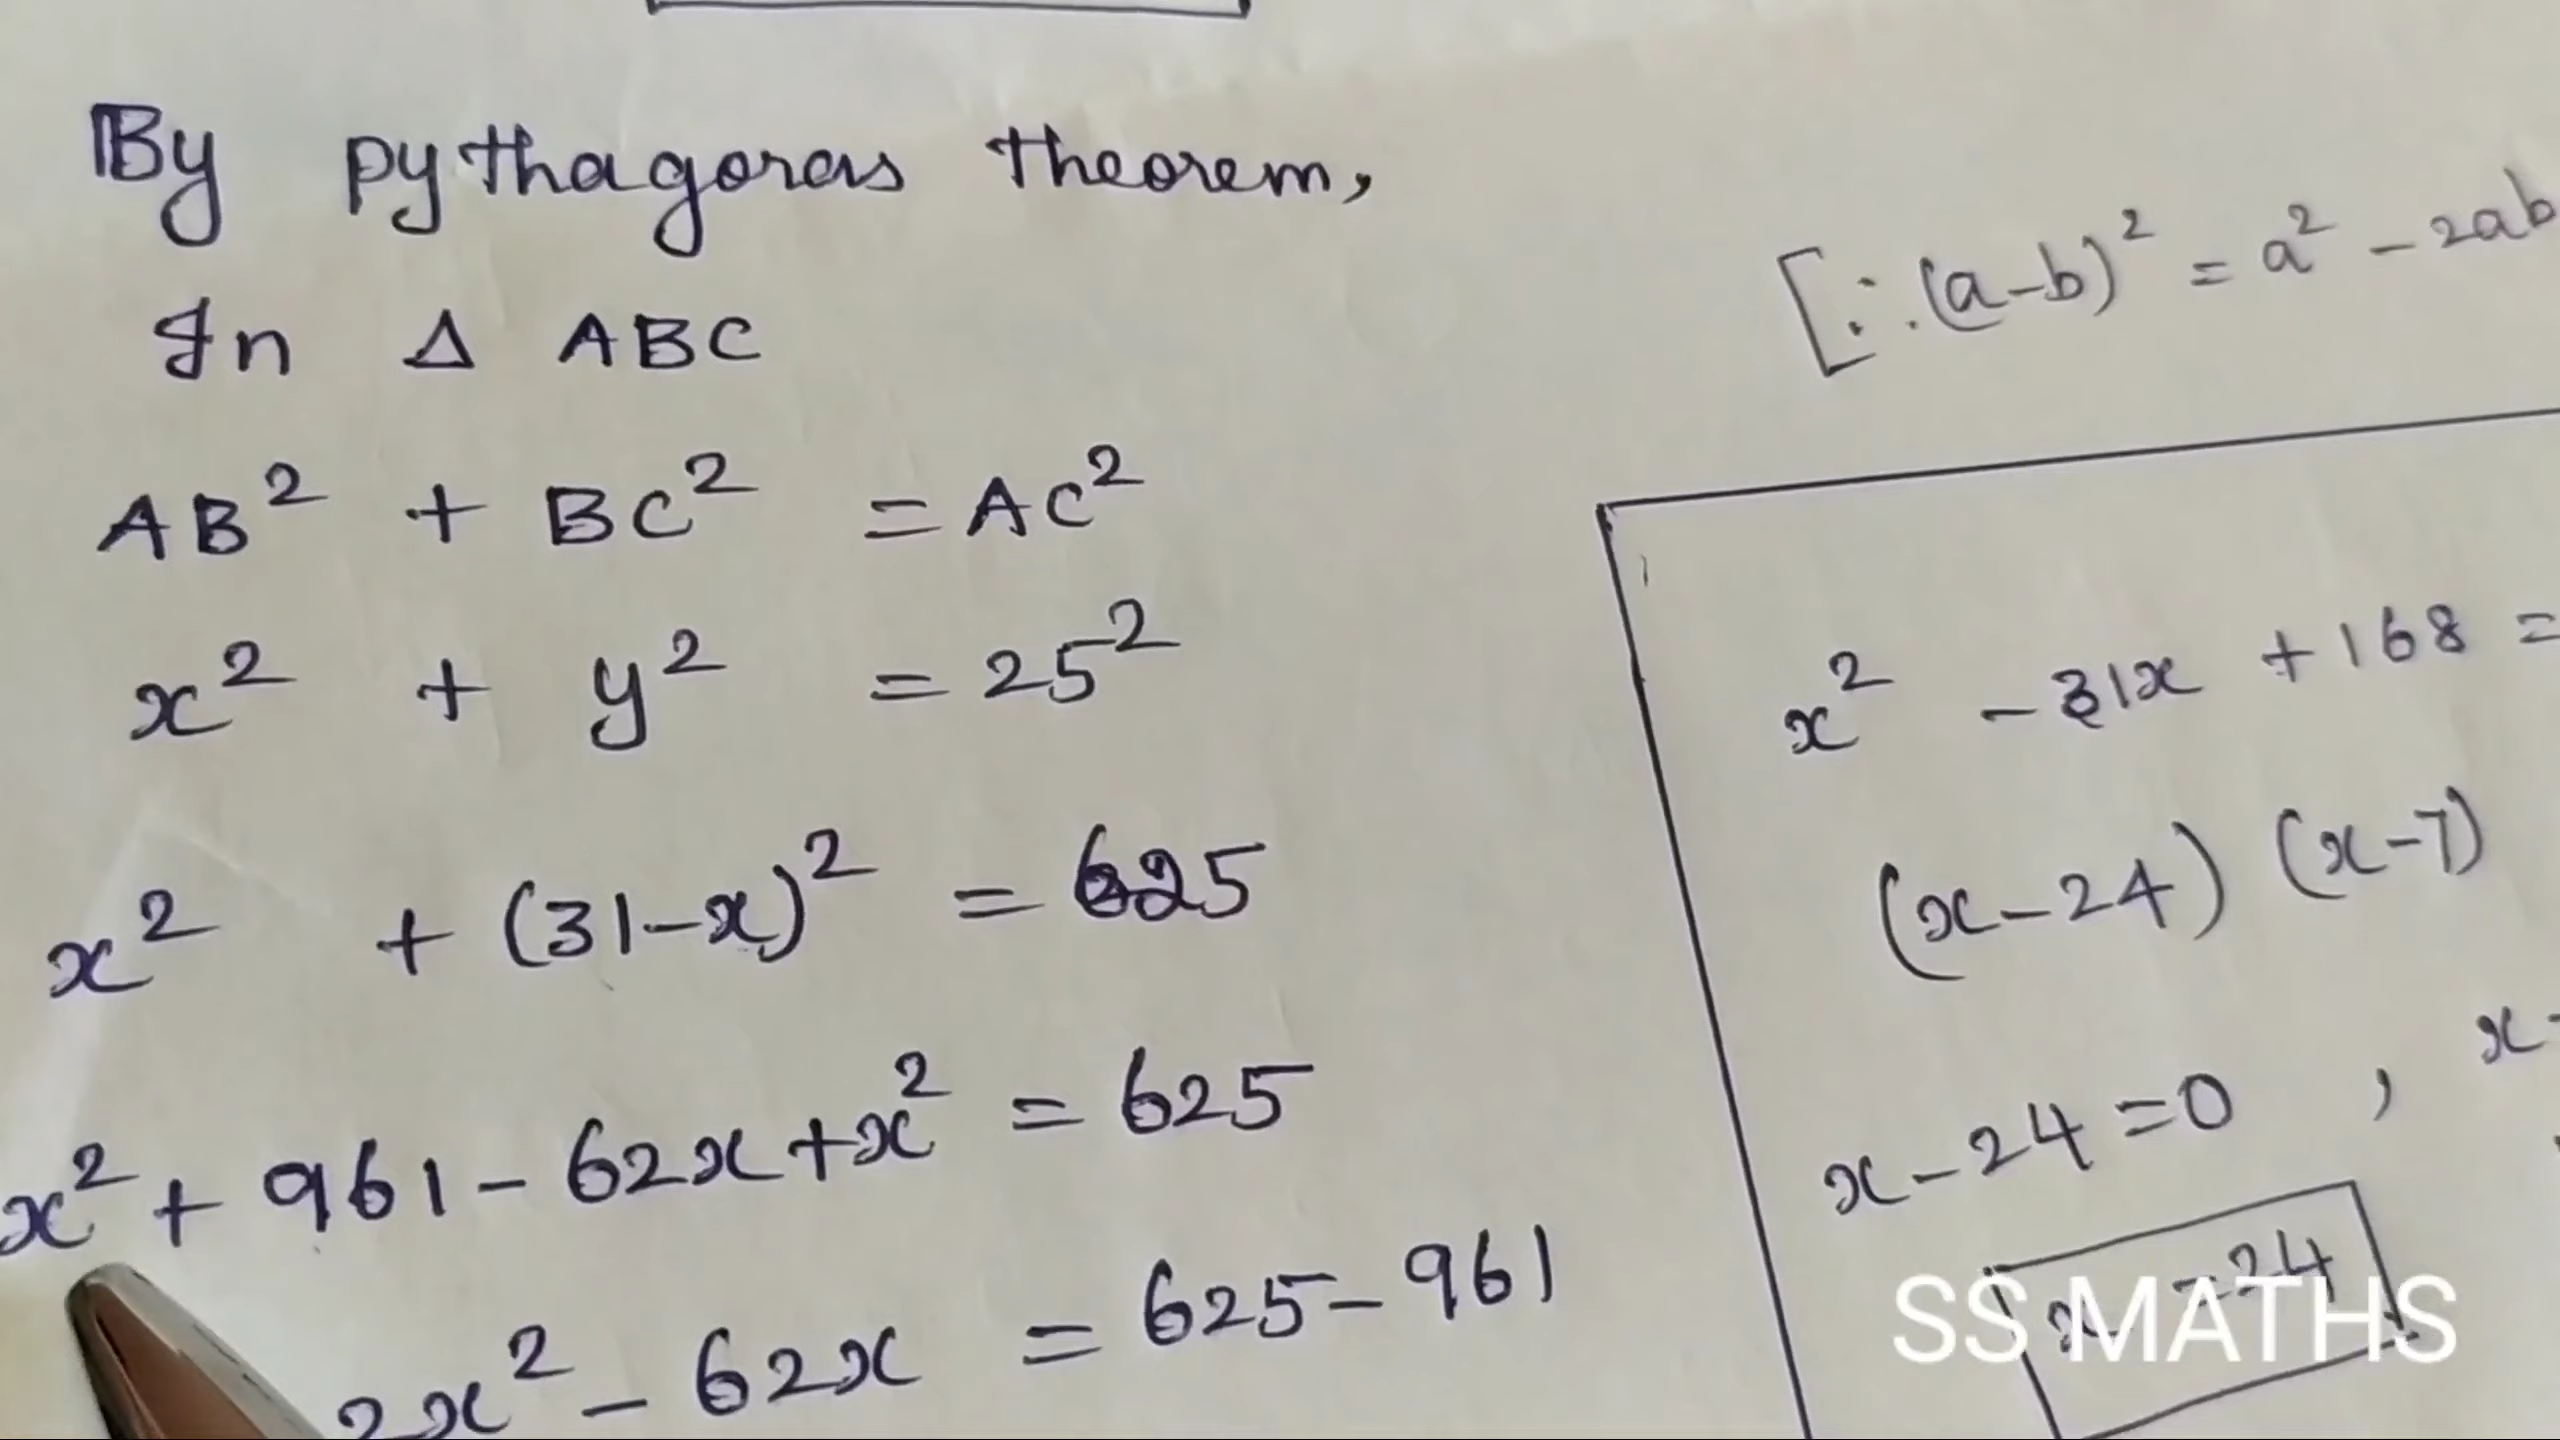 By pythagoras theorem,
In Δ ABC
AB² + BC² = AC²
x² + y² = 25²
x² + (31-x)² = 625
x² + 961 - 62x + x² = 625
2x² - 62x = 625 - 961
[∵ (a-b)² = a² - 2ab
x² - 31x + 168 =
(x-24) (x-7)
x-24=0 , x-
x = 24
SS MATHS